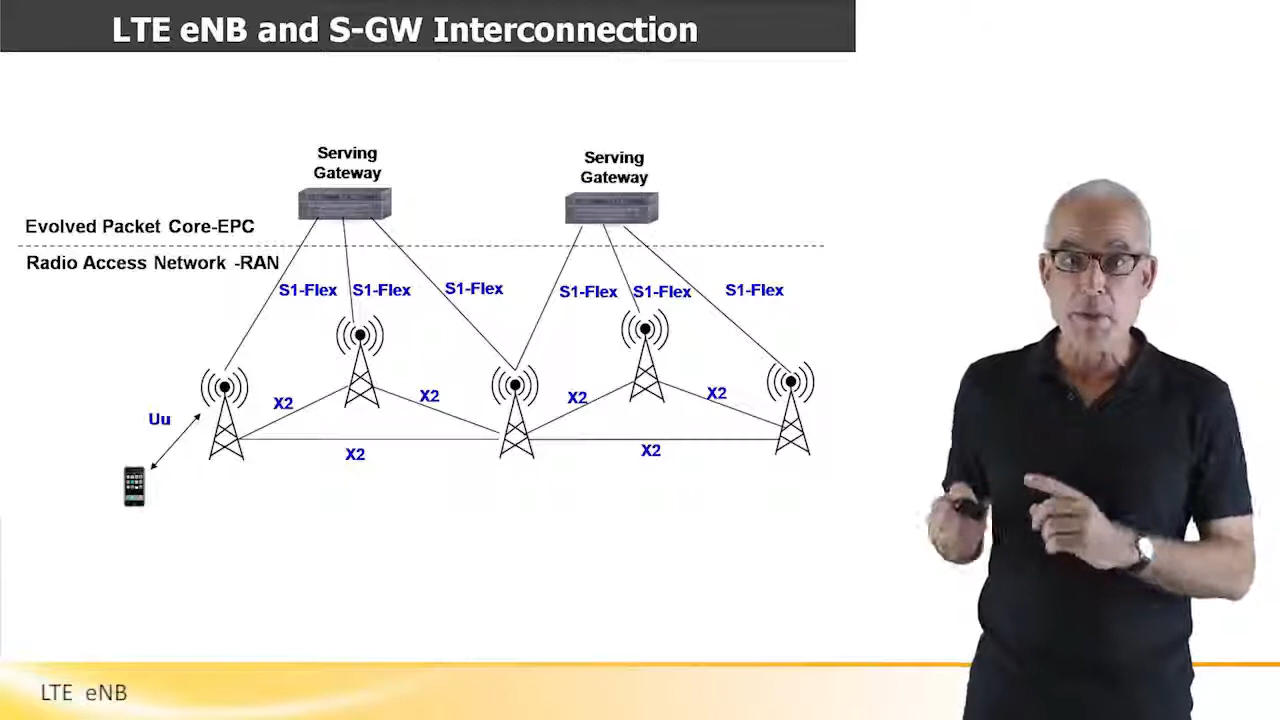 LTE eNB and S-GW Interconnection
Serving
Gateway
Serving
Gateway
Evolved Packet Core-EPC
Radio Access Network -RAN
S1-Flex
S1-Flex
S1-Flex
S1-Flex
S1-Flex
S1-Flex
X2
X2
X2
X2
Uu
X2
X2
LTE eNB